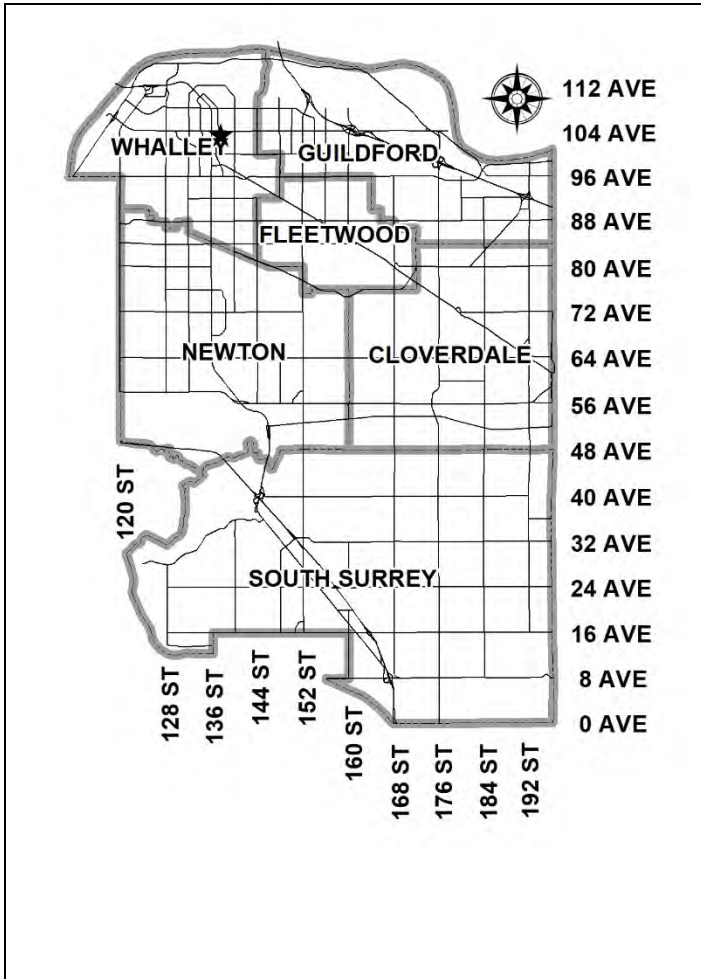 112 AVE
104 AVE
WHALLEY
GUILDFORD
96 AVE
88 AVE
FLEETWOOD
80 AVE
72 AVE
NEWTON
CLOVERDALE
64 AVE
56 AVE
48 AVE
120 ST
40 AVE
32 AVE
SOUTH SURREY
24 AVE
16 AVE
8 AVE
0 AVE
128 ST
136 ST
144 ST
152 ST
160 ST
168 ST
176 ST
184 ST
192 ST